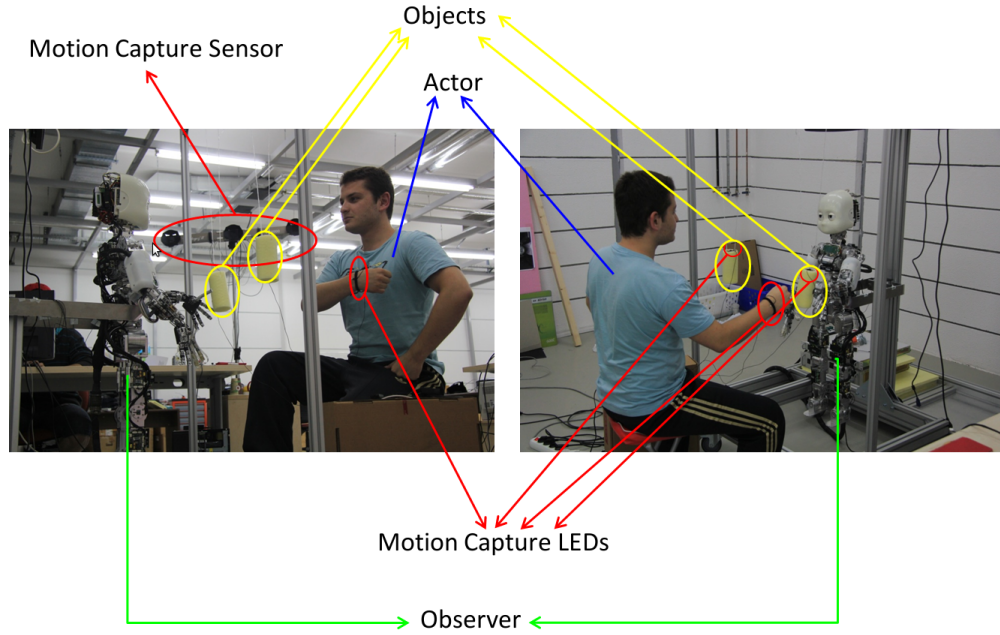 Objects
Motion Capture Sensor
Actor
Motion Capture LEDs
Observer